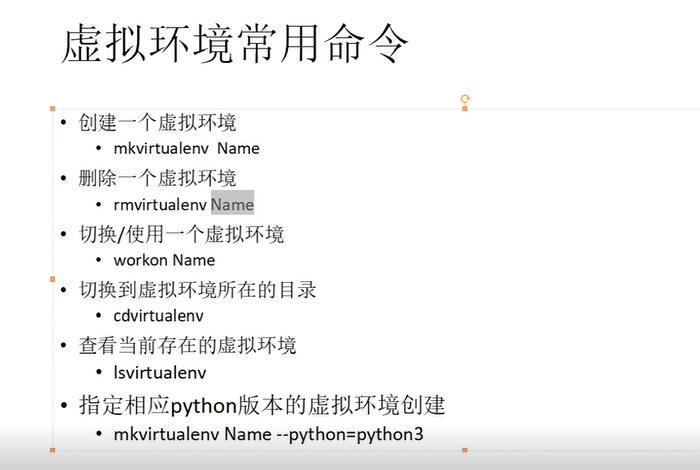 虚拟环境常用命令
• 创建一个虚拟环境
• mkvirtualenv  Name
• 删除一个虚拟环境
• rmvirtualenv Name
• 切换/使用一个虚拟环境
• workon Name
• 切换到虚拟环境所在的目录
• cdvirtualenv
• 查看当前存在的虚拟环境
• lsvirtualenv
• 指定相应python版本的虚拟环境创建
• mkvirtualenv Name --python=python3